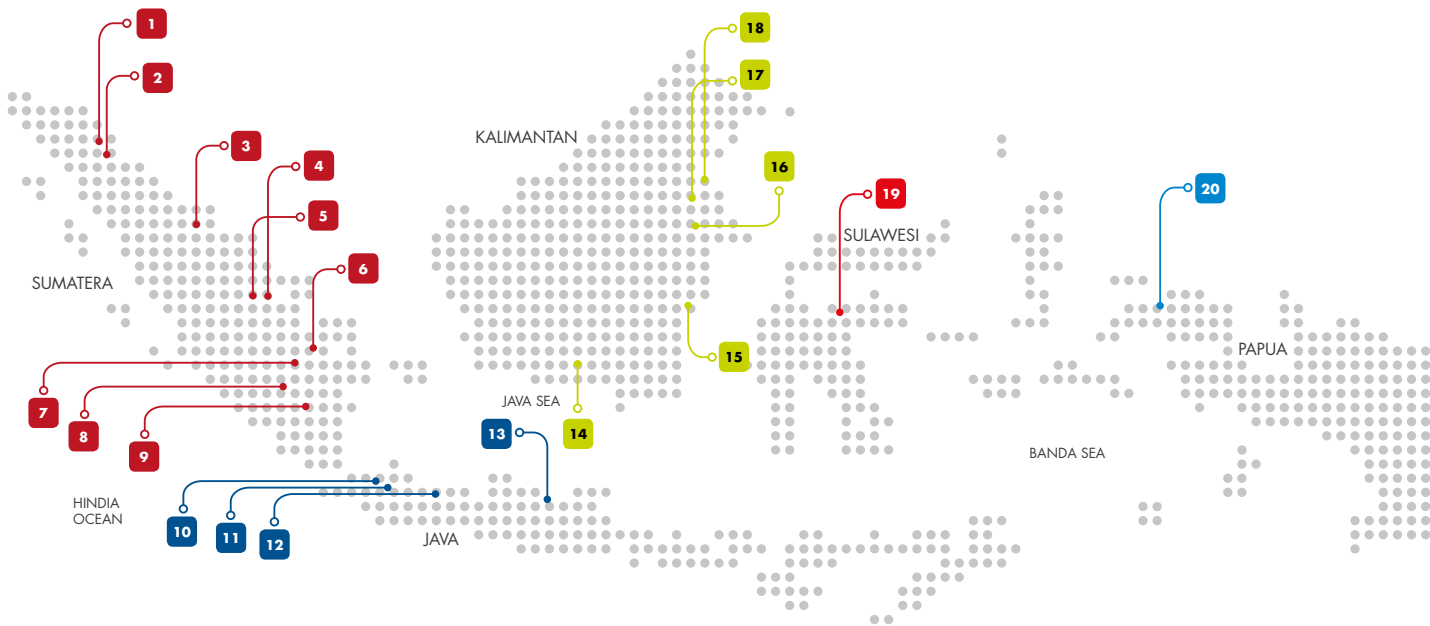 1
2
3
4
5
6
7
8
9
SUMATERA
HINDIA
OCEAN
10
11
12
JAVA
13
JAVA SEA
14
15
16
17
18
KALIMANTAN
19
SULAWESI
20
PAPUA
BANDA SEA